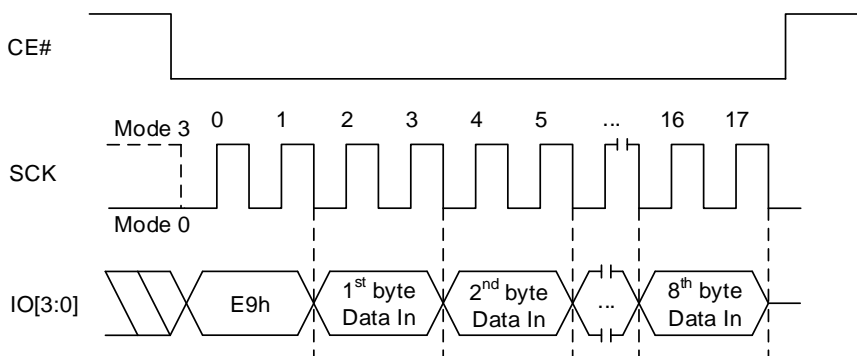 CE#
0 1 2 3 4 5 ... 16 17
Mode 3
SCK
Mode 0
IO[3:0]
E9h
1st byte
Data In
2nd byte
Data In
...
8th byte
Data In